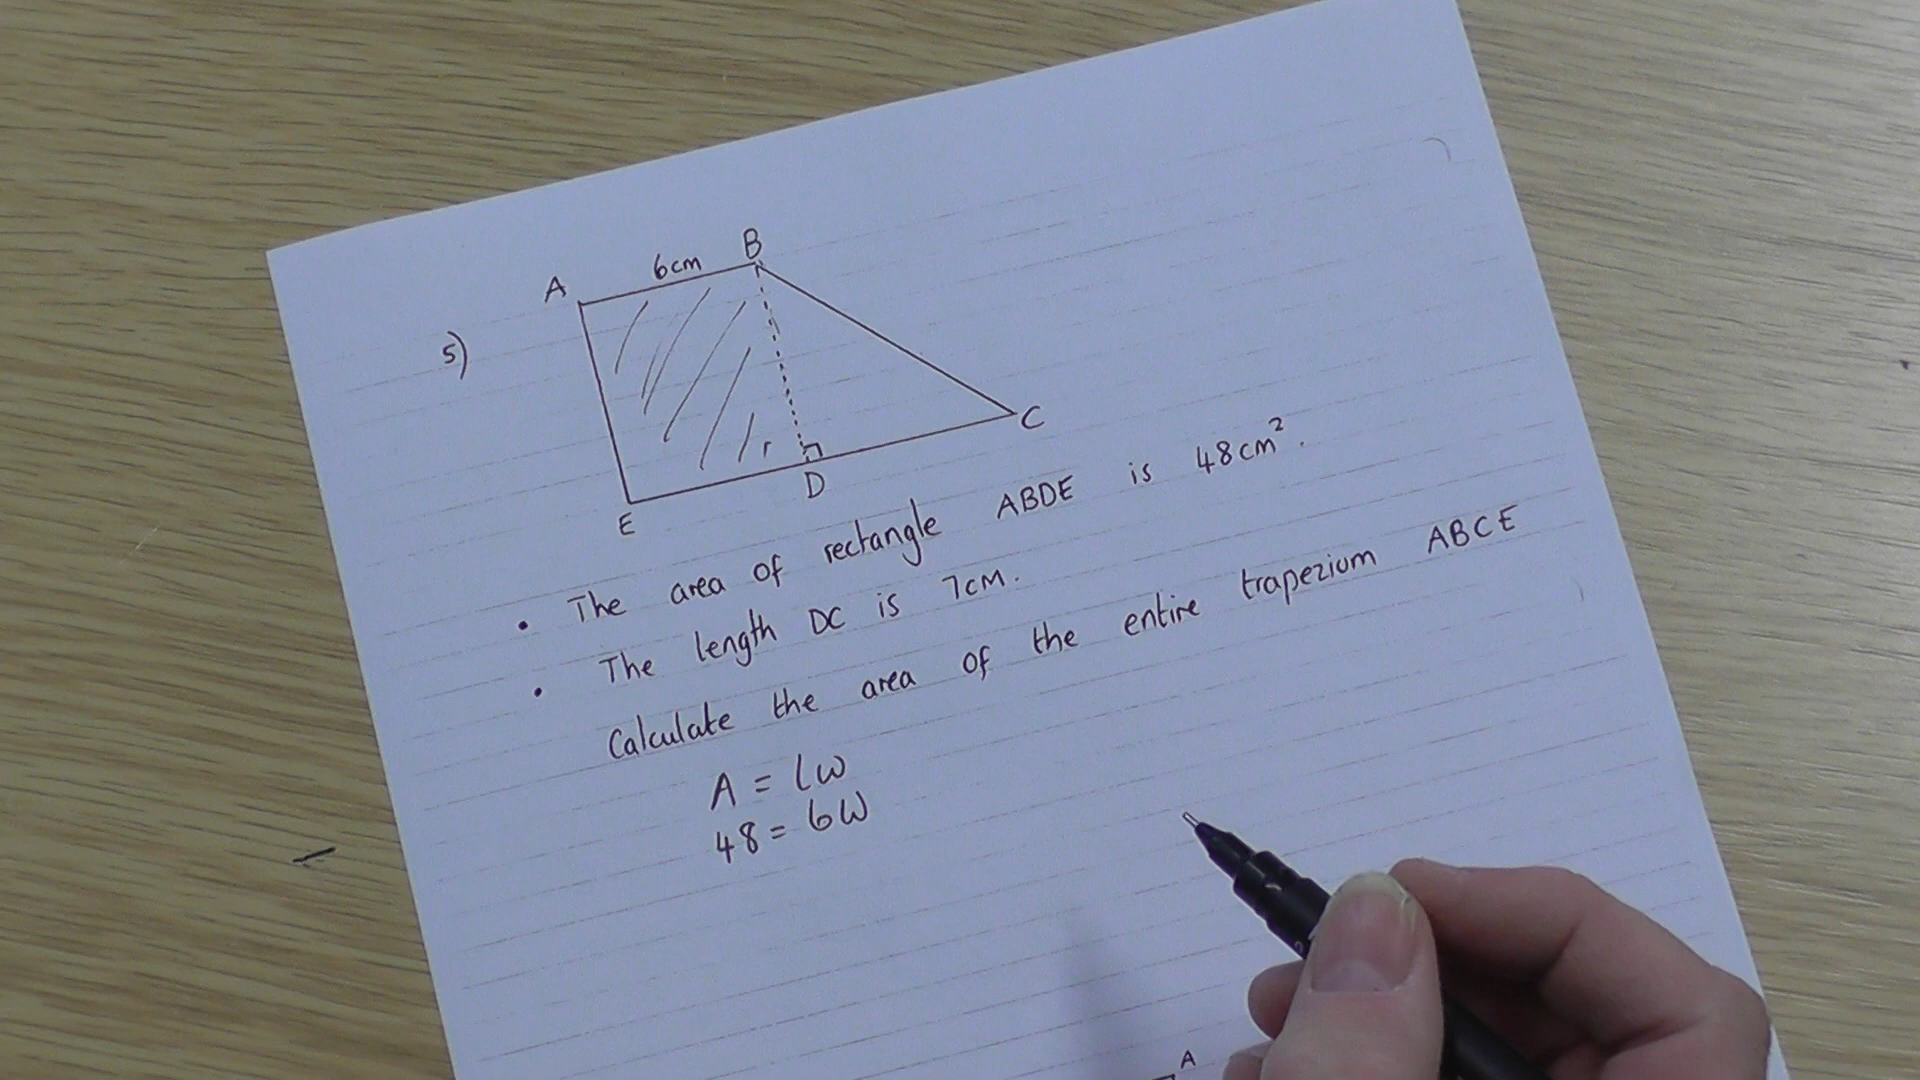 B
6cm
A
5)
C
D
E
• The area of rectangle ABDE is 48cm².
• The length DC is 7cm.
Calculate the area of the entire trapezium ABCE
A = lw
48 = 6w
A